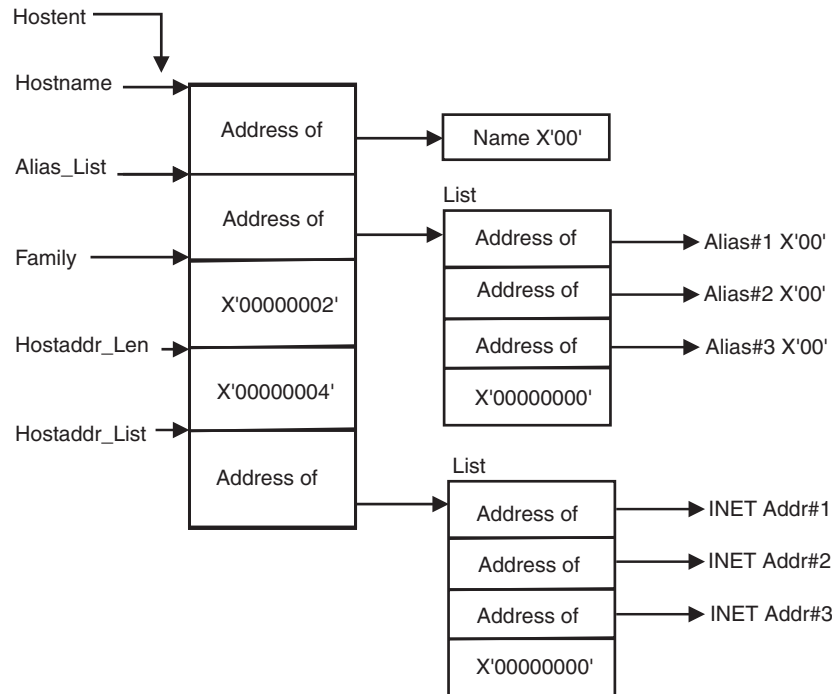 Hostent
Hostname
Address of
Name X'00'
Alias_List
List
Address of
Address of
Alias#1 X'00'
Family
Address of
Alias#2 X'00'
X'00000002'
Hostaddr_Len
Address of
Alias#3 X'00'
X'00000004'
X'00000000'
Hostaddr_List
List
Address of
Address of
INET Addr#1
Address of
INET Addr#2
Address of
INET Addr#3
X'00000000'